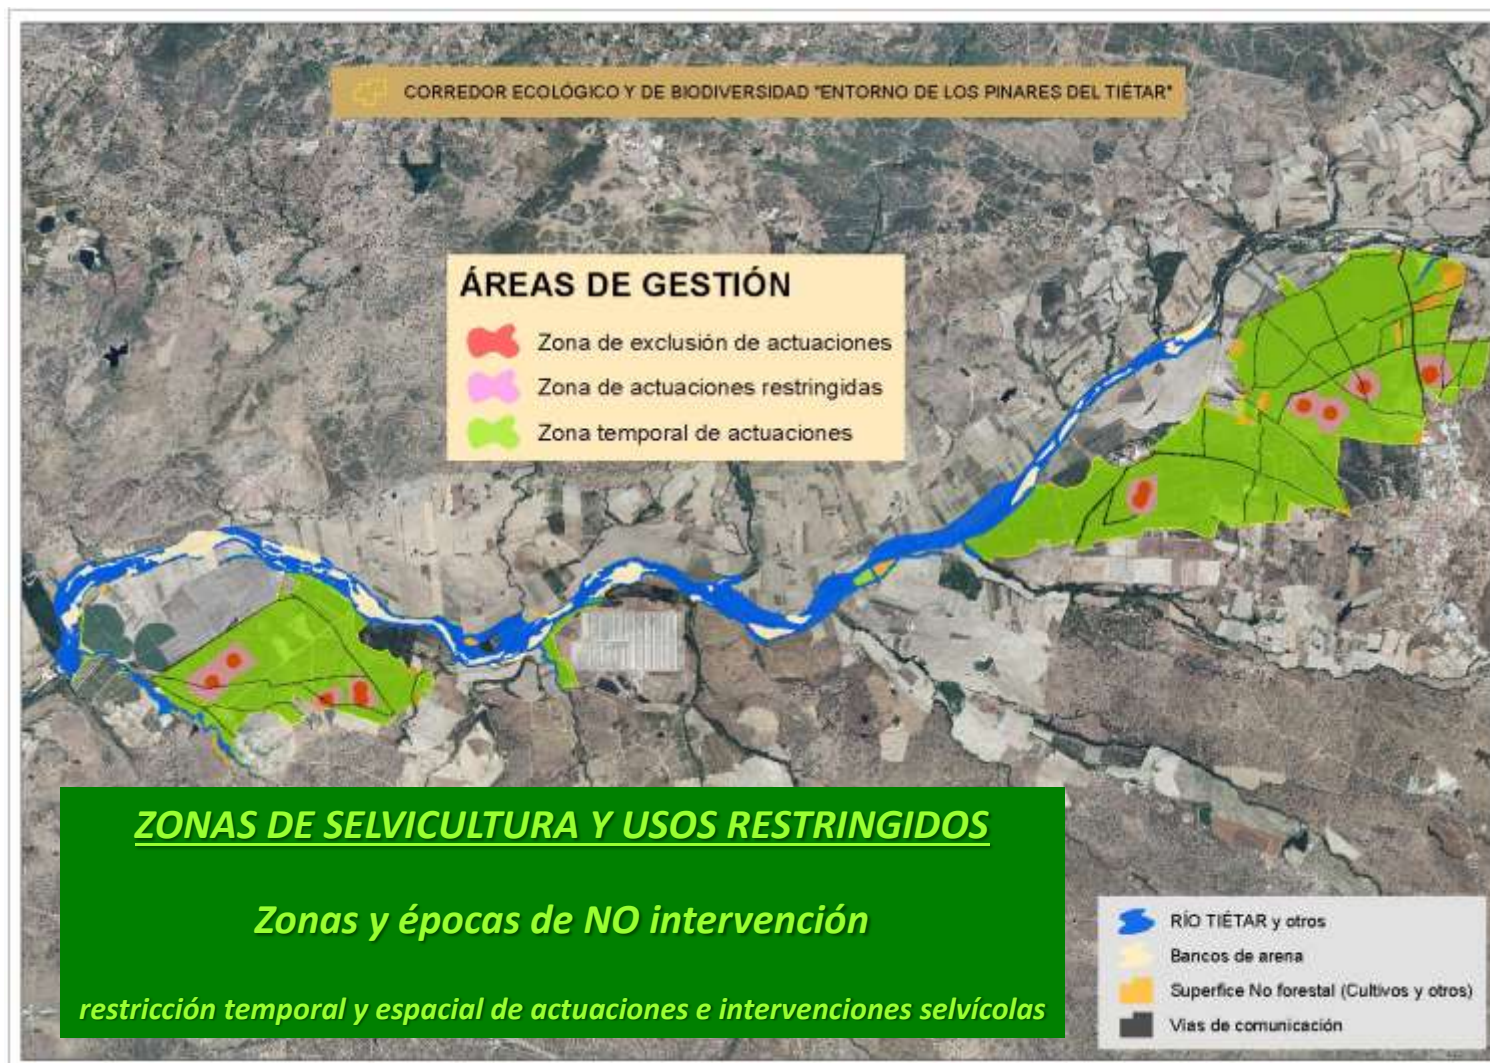 CORREDOR ECOLÓGICO Y DE BIODIVERSIDAD "ENTORNO DE LOS PINARES DEL TIÉTAR"
ÁREAS DE GESTIÓN
Zona de exclusión de actuaciones
Zona de actuaciones restringidas
Zona temporal de actuaciones
ZONAS DE SELVICULTURA Y USOS RESTRINGIDOS
Zonas y épocas de NO intervención
restricción temporal y espacial de actuaciones e intervenciones selvícolas
RÍO TIÉTAR y otros
Bancos de arena
Superfice No forestal (Cultivos y otros)
Vias de comunicación